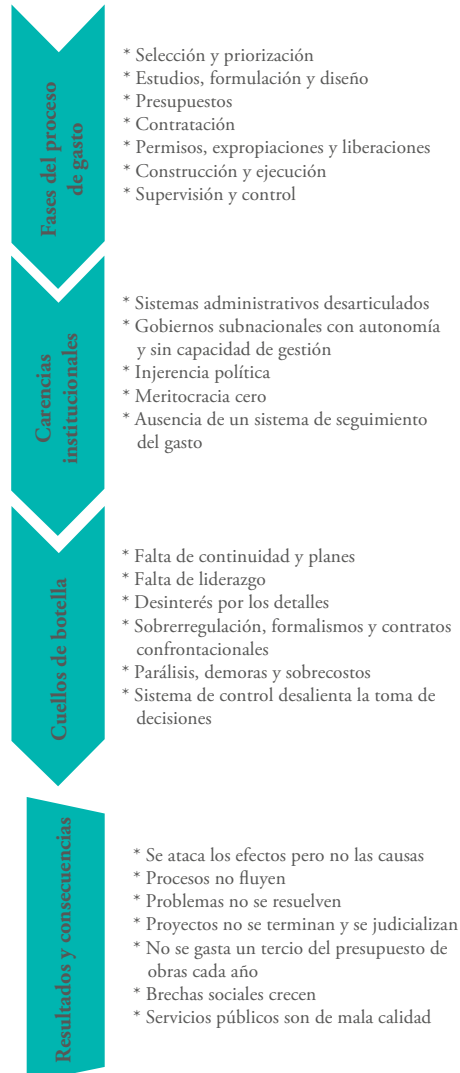 Fases del proceso
de gasto
* Selección y priorización
* Estudios, formulación y diseño
* Presupuestos
* Contratación
* Permisos, expropiaciones y liberaciones
* Construcción y ejecución
* Supervisión y control
Carencias
institucionales
* Sistemas administrativos desarticulados
* Gobiernos subnacionales con autonomía
y sin capacidad de gestión
* Injerencia política
* Meritocracia cero
* Ausencia de un sistema de seguimiento
del gasto
Cuellos de botella
* Falta de continuidad y planes
* Falta de liderazgo
* Desinterés por los detalles
* Sobrerregulación, formalismos y contratos
confrontacionales
* Parálisis, demoras y sobrecostos
* Sistema de control desalienta la toma de
decisiones
Resultados y consecuencias
* Se ataca los efectos pero no las causas
* Procesos no fluyen
* Problemas no se resuelven
* Proyectos no se terminan y se judicializan
* No se gasta un tercio del presupuesto de
obras cada año
* Brechas sociales crecen
* Servicios públicos son de mala calidad